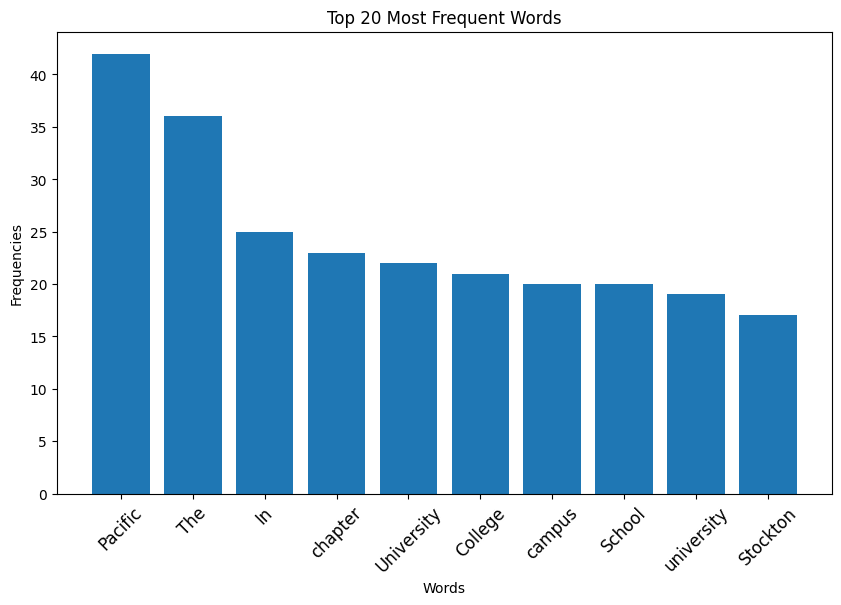 Top 20 Most Frequent Words
Frequencies
40
35
30
25
20
15
10
5
0
Pacific
The
In
chapter
University
College
campus
School
university
Stockton
Words